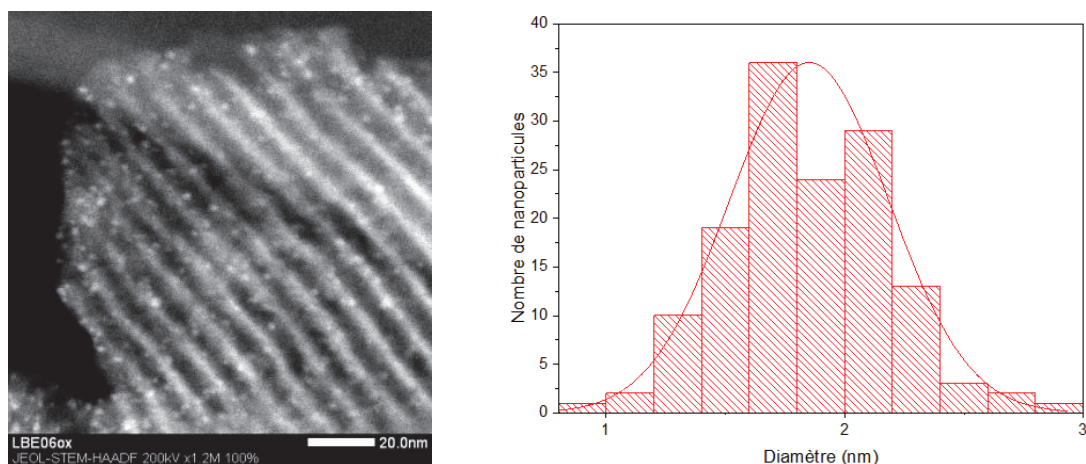 LBE06ox
20.0nm
JEOL-STEM-HAADF 200kV x1.2M 100%
40
35
30
25
20
15
10
5
0
Nombre de nanoparticules
1
2
3
Diamètre (nm)